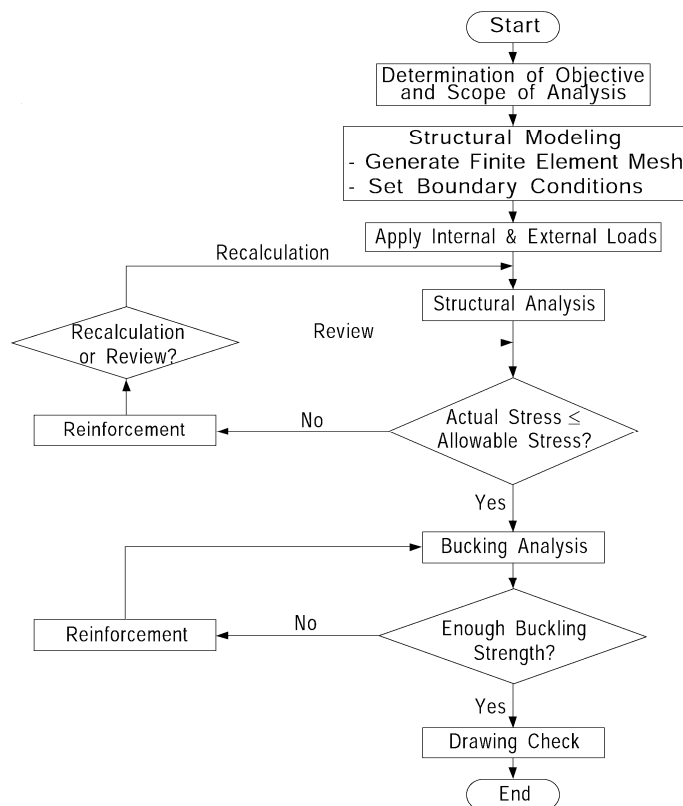 Start
Determination of Objective
and Scope of Analysis
Structural Modeling
- Generate Finite Element Mesh
- Set Boundary Conditions
Apply Internal & External Loads
Recalculation
Structural Analysis
Recalculation
or Review?
Review
Actual Stress ≤
Allowable Stress?
No
Reinforcement
Yes
Bucking Analysis
Enough Buckling
Strength?
No
Reinforcement
Yes
Drawing Check
End